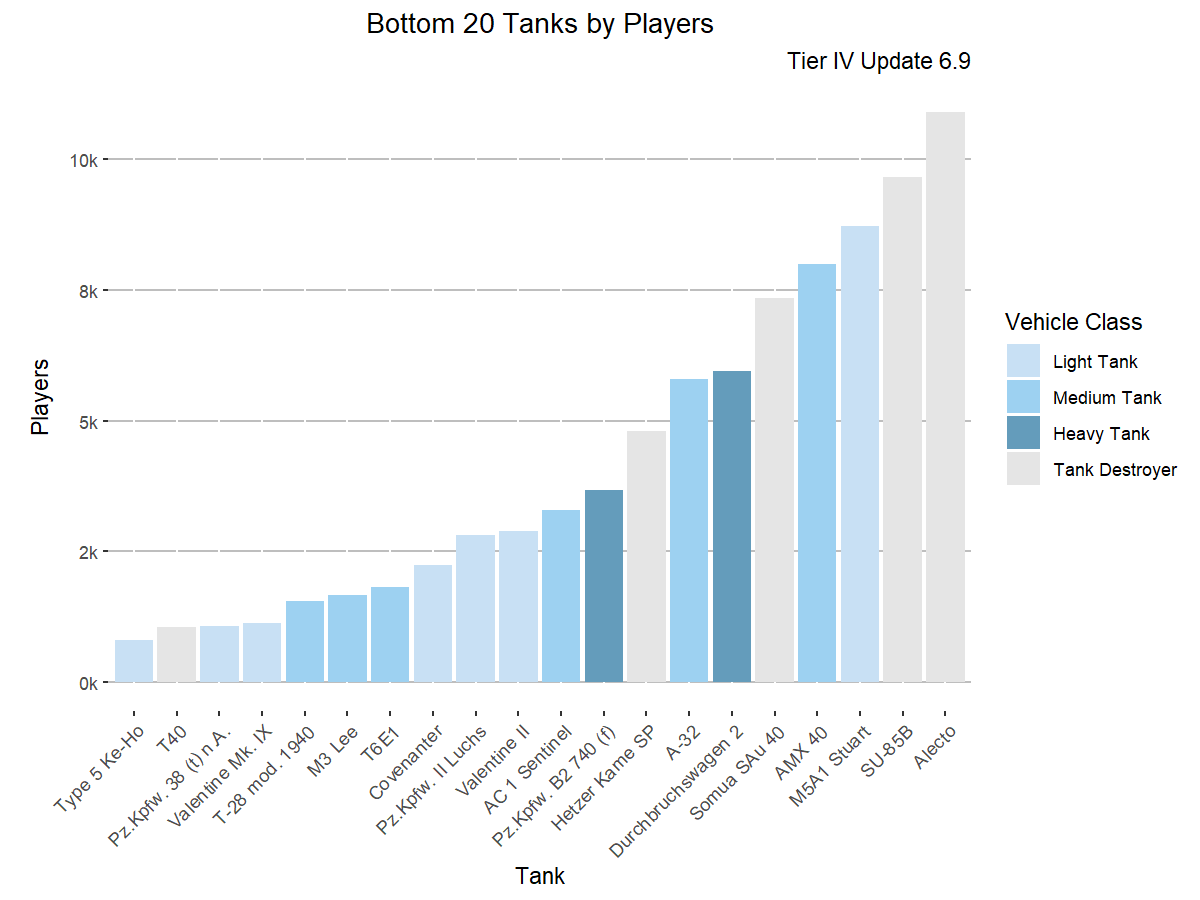 Bottom 20 Tanks by Players
Tier IV Update 6.9
10k
8k
5k
2k
0k
Players
Type 5 Ke-Ho
T40
Pz.Kpfw. 38 (t) n A.
Valentine Mk. IX
T-28 mod. 1940
M3 Lee
T6E1
Covenanter
Pz.Kpfw. II Luchs
Valentine II
AC 1 Sentinel
Pz.Kpfw. B2 740 (f)
Hetzer Kame SP
A-32
Durchbruchswagen 2
Somua SAu 40
AMX 40
M5A1 Stuart
SU-85B
Alecto
Tank
Vehicle Class
Light Tank
Medium Tank
Heavy Tank
Tank Destroyer